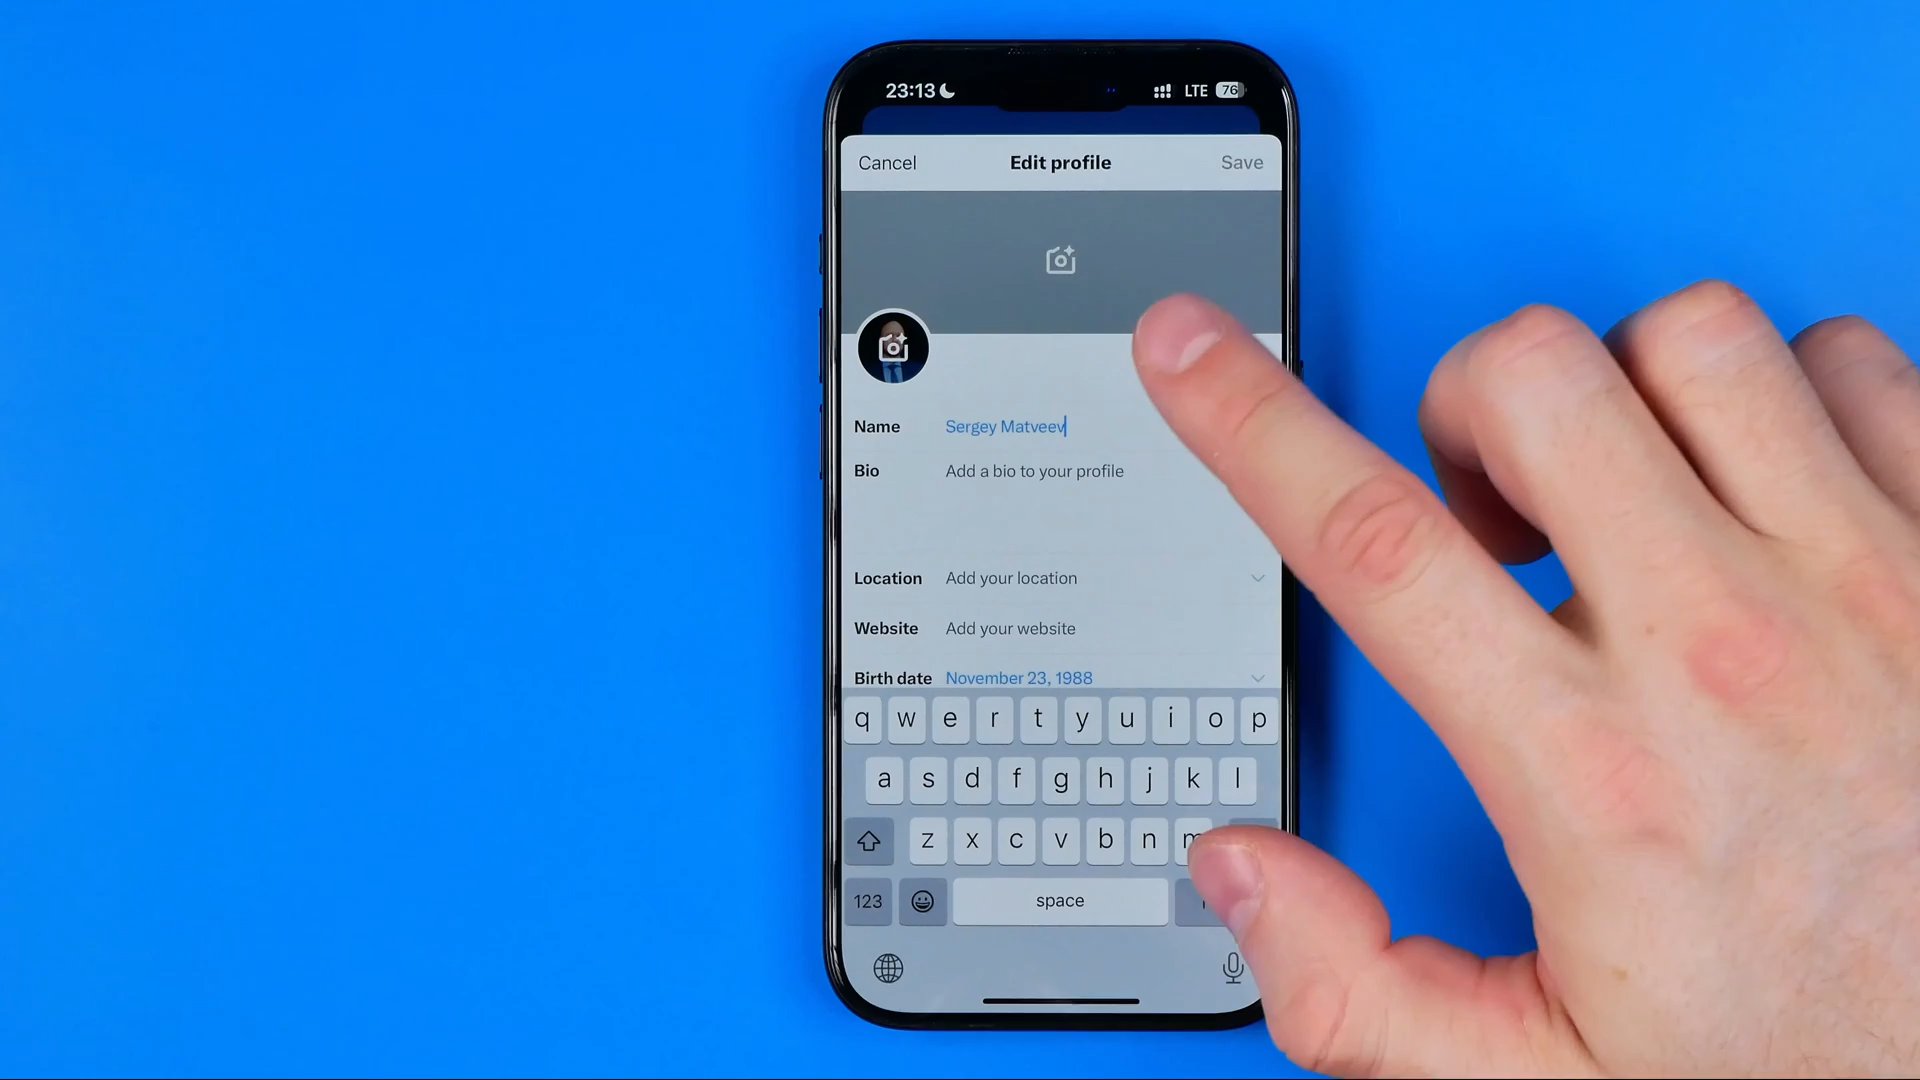 23:13 LTE 76
Cancel Edit profile Save
Name Sergey Matveev
Bio Add a bio to your profile
Location Add your location
Website Add your website
Birth date November 23, 1988
q w e r t y u i o p
a s d f g h j k l
z x c v b n m
123 space